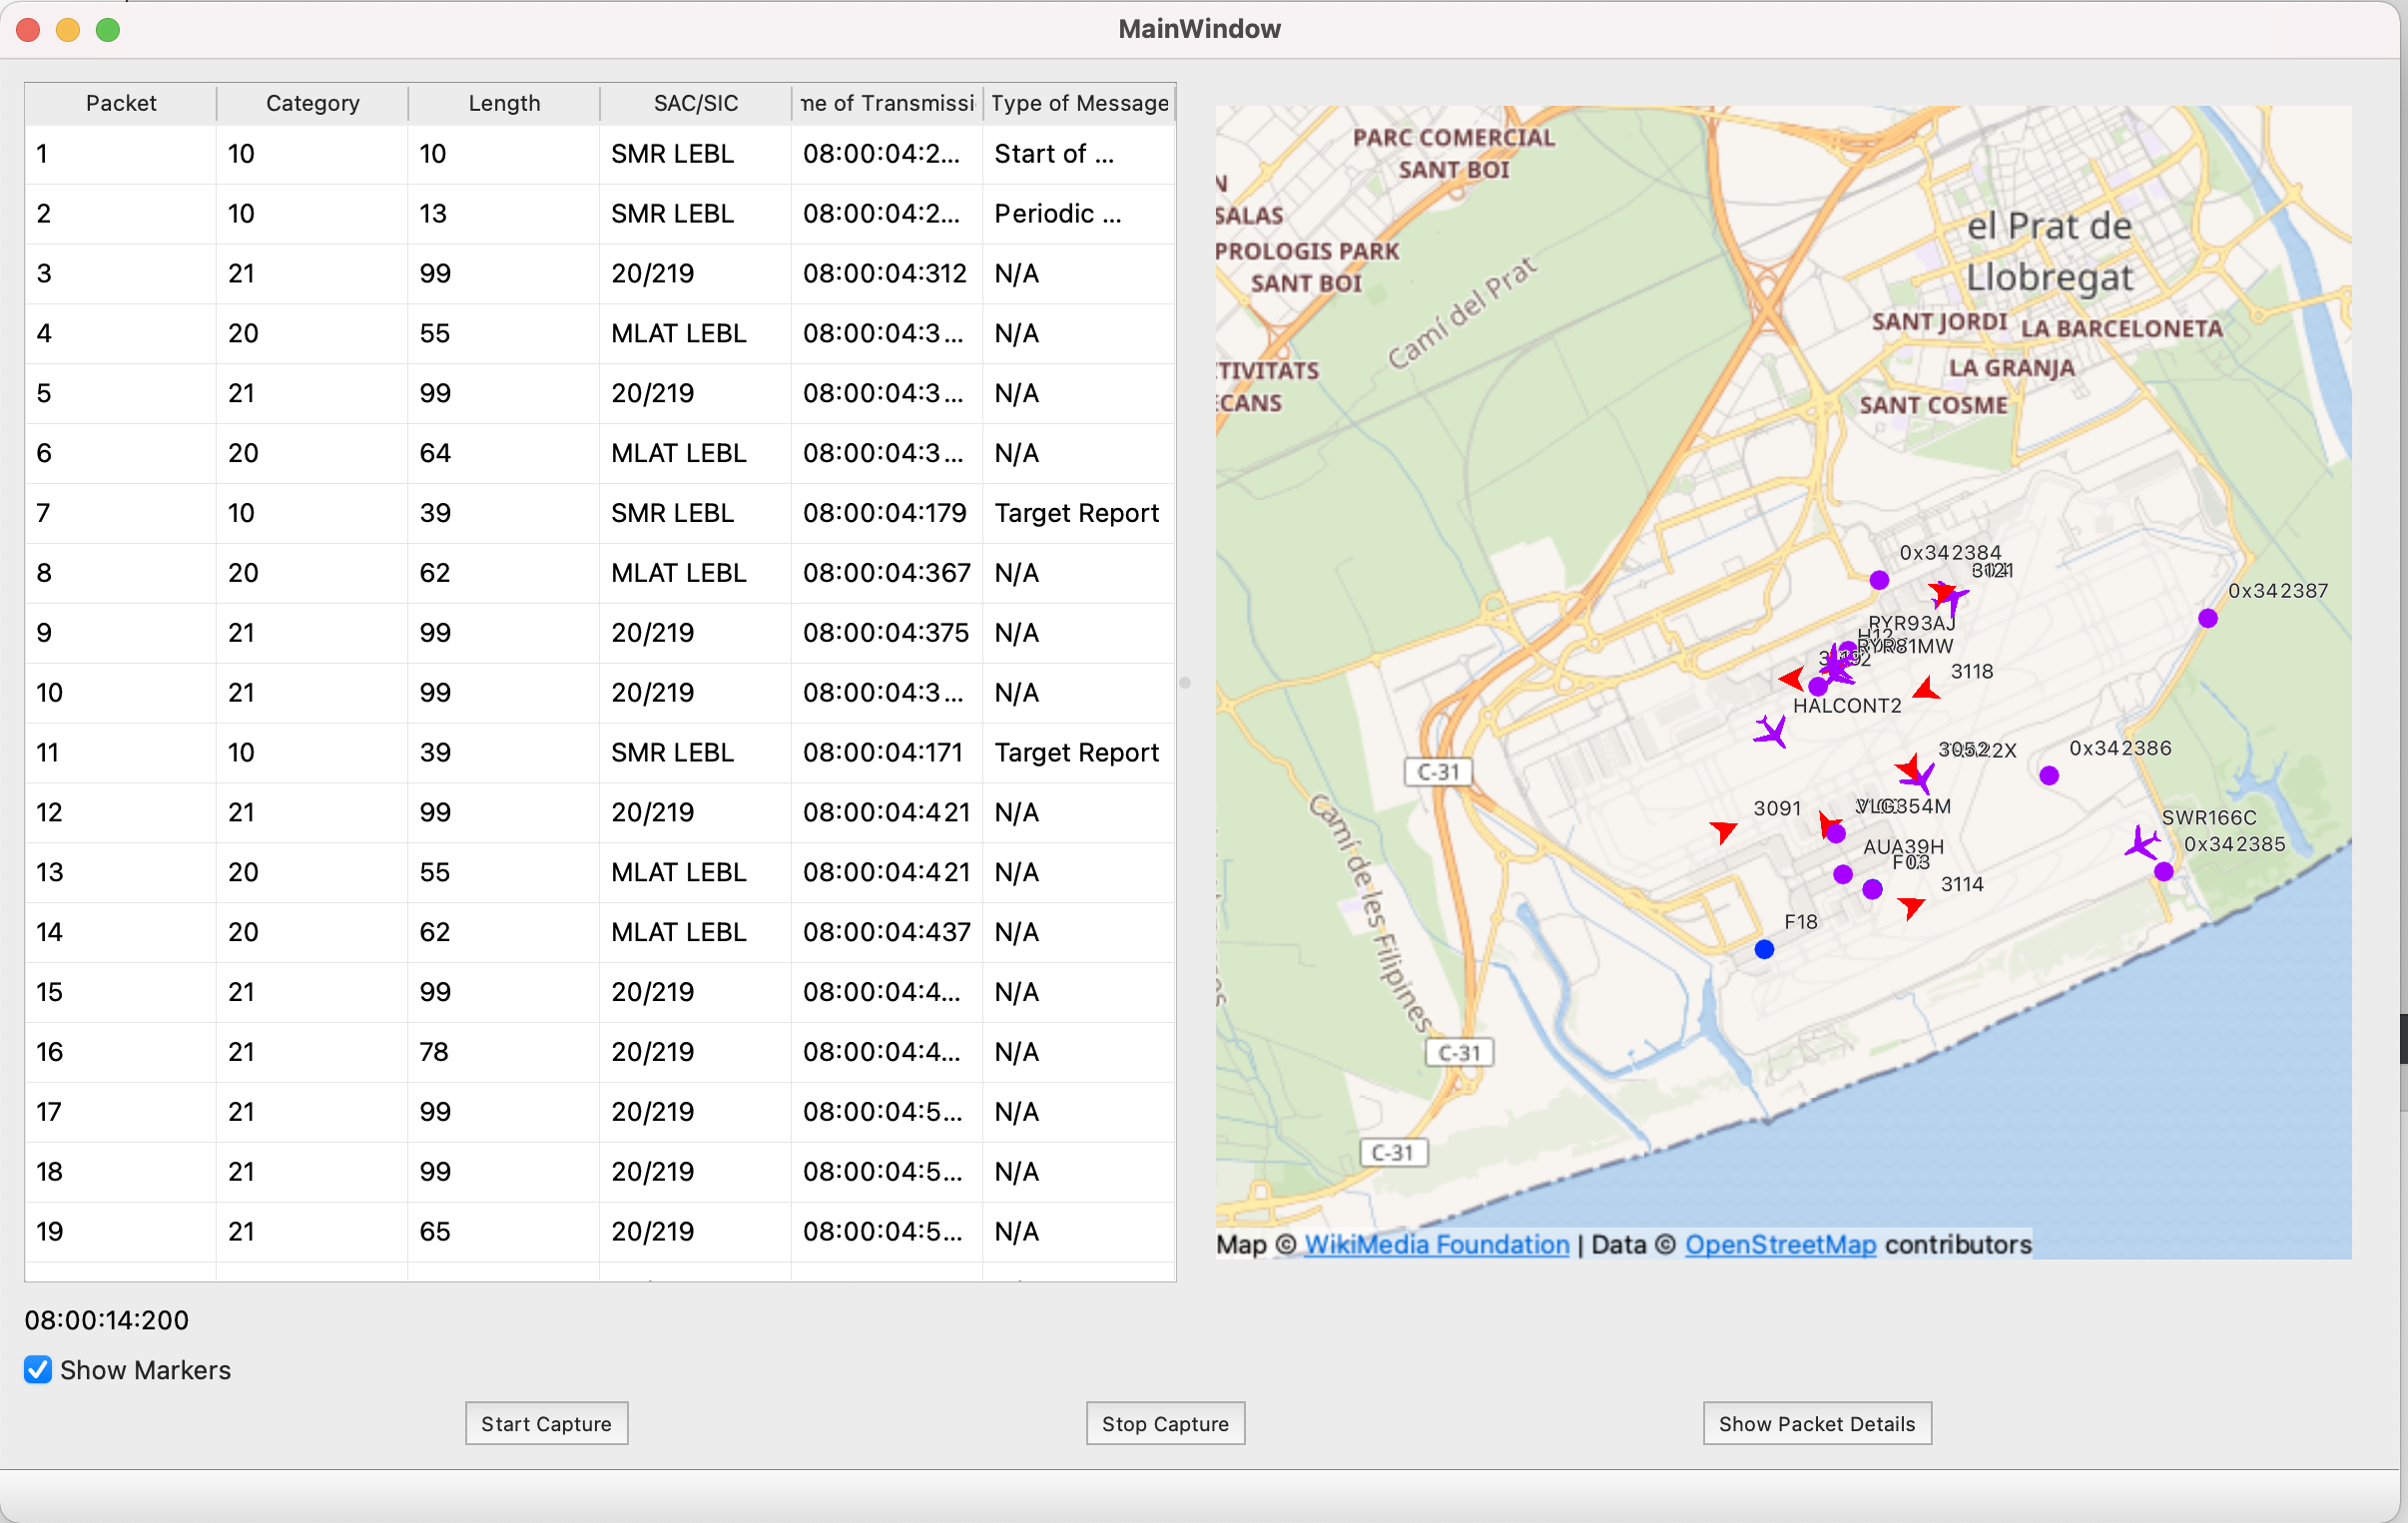 MainWindow
Packet Category Length SAC/SIC me of Transmissi Type of Message
1 10 10 SMR LEBL 08:00:04:2... Start of ...
2 10 13 SMR LEBL 08:00:04:2... Periodic ...
3 21 99 20/219 08:00:04:312 N/A
4 20 55 MLAT LEBL 08:00:04:3... N/A
5 21 99 20/219 08:00:04:3... N/A
6 20 64 MLAT LEBL 08:00:04:3... N/A
7 10 39 SMR LEBL 08:00:04:179 Target Report
8 20 62 MLAT LEBL 08:00:04:367 N/A
9 21 99 20/219 08:00:04:375 N/A
10 21 99 20/219 08:00:04:3... N/A
11 10 39 SMR LEBL 08:00:04:171 Target Report
12 21 99 20/219 08:00:04:421 N/A
13 20 55 MLAT LEBL 08:00:04:421 N/A
14 20 62 MLAT LEBL 08:00:04:437 N/A
15 21 99 20/219 08:00:04:4... N/A
16 21 78 20/219 08:00:04:4... N/A
17 21 99 20/219 08:00:04:5... N/A
18 21 99 20/219 08:00:04:5... N/A
19 21 65 20/219 08:00:04:5... N/A
08:00:14:200
Show Markers
Start Capture Stop Capture Show Packet Details
PARC COMERCIAL
SANT BOI
N
SALAS
PROLOGIS PARK
SANT BOI
Camí del Prat
TIVITATS
ECANS
el Prat de
Llobregat
SANT JORDI
LA BARCELONETA
LA GRANJA
SANT COSME
0x342384
3121
0x342387
RYR93AJ
H12
RYR81MW
3118
HALCONT2
C-31
3052
0x342386
3091
VLG354M
SWR166C
0x342385
AUA39H
F03
3114
F18
Camí de les Filipines
C-31
C-31
Map © WikiMedia Foundation | Data © OpenStreetMap contributors